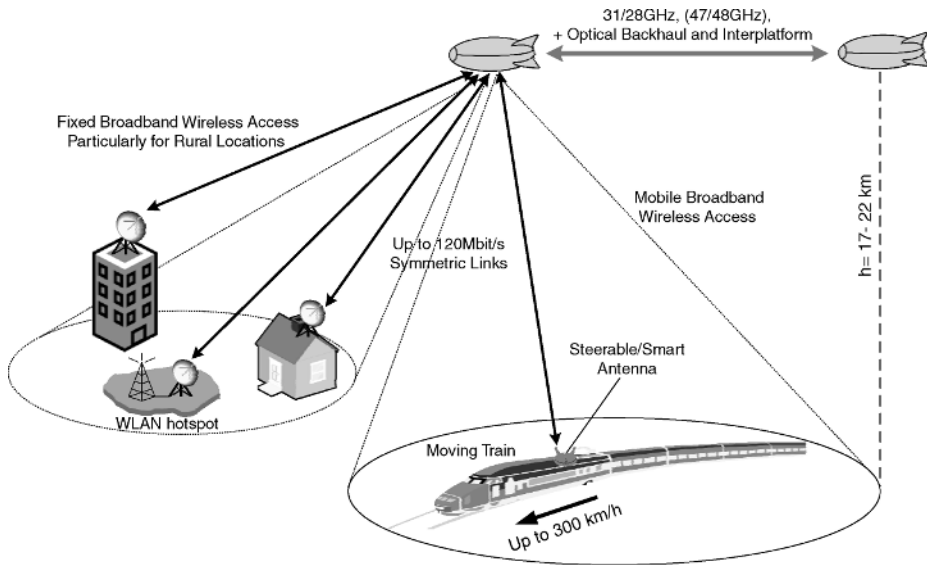 31/28GHz, (47/48GHz),
+ Optical Backhaul and Interplatform
Fixed Broadband Wireless Access
Particularly for Rural Locations
Mobile Broadband
Wireless Access
h= 17- 22 km
Up to 120Mbit/s
Symmetric Links
Steerable/Smart
Antenna
WLAN hotspot
Moving Train
Up to 300 km/h